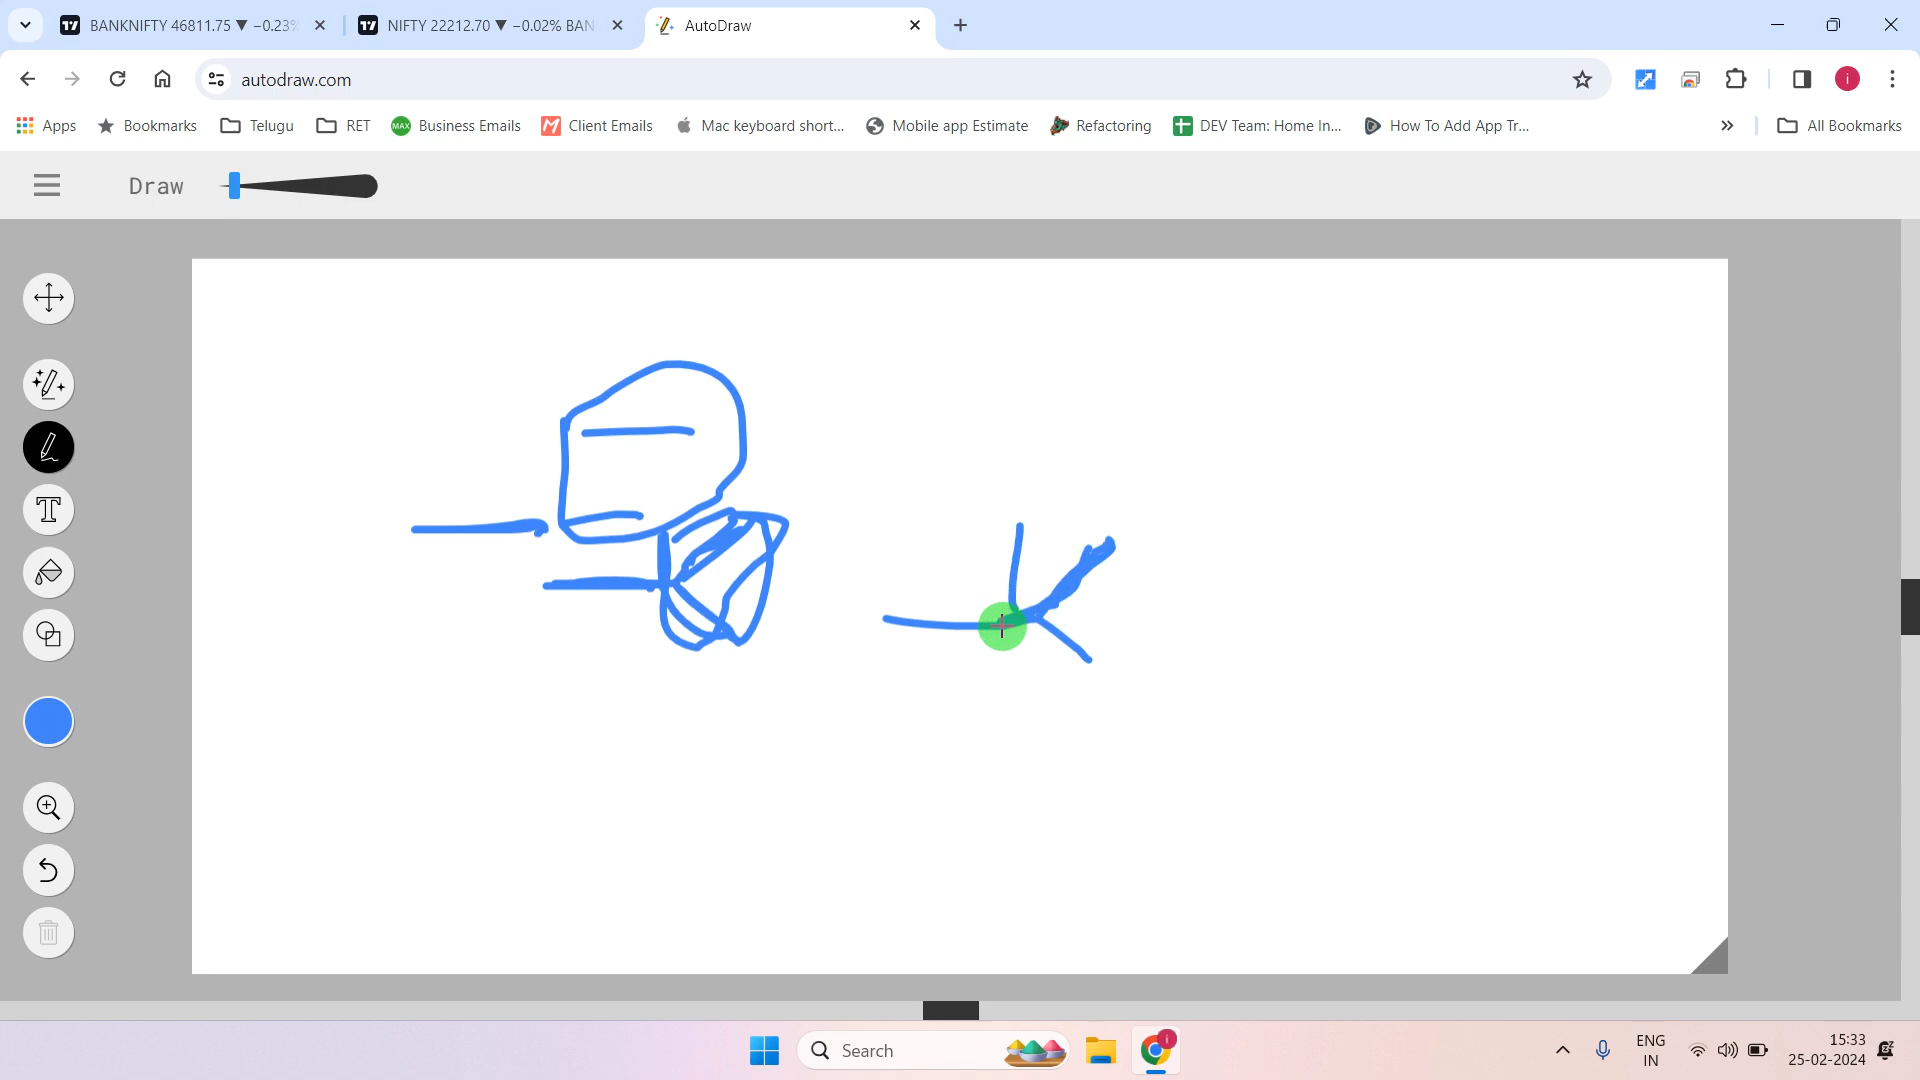 BANKNIFTY 46811.75 ▼ −0.23%
NIFTY 22212.70 ▼ −0.02% BAN
AutoDraw
autodraw.com
i
Apps
Bookmarks
Telugu
RET
MAX Business Emails
Client Emails
Mac keyboard short...
Mobile app Estimate
Refactoring
DEV Team: Home In...
How To Add App Tr...
All Bookmarks
Draw
T
Search
i
ENG
IN
15:33
25-02-2024